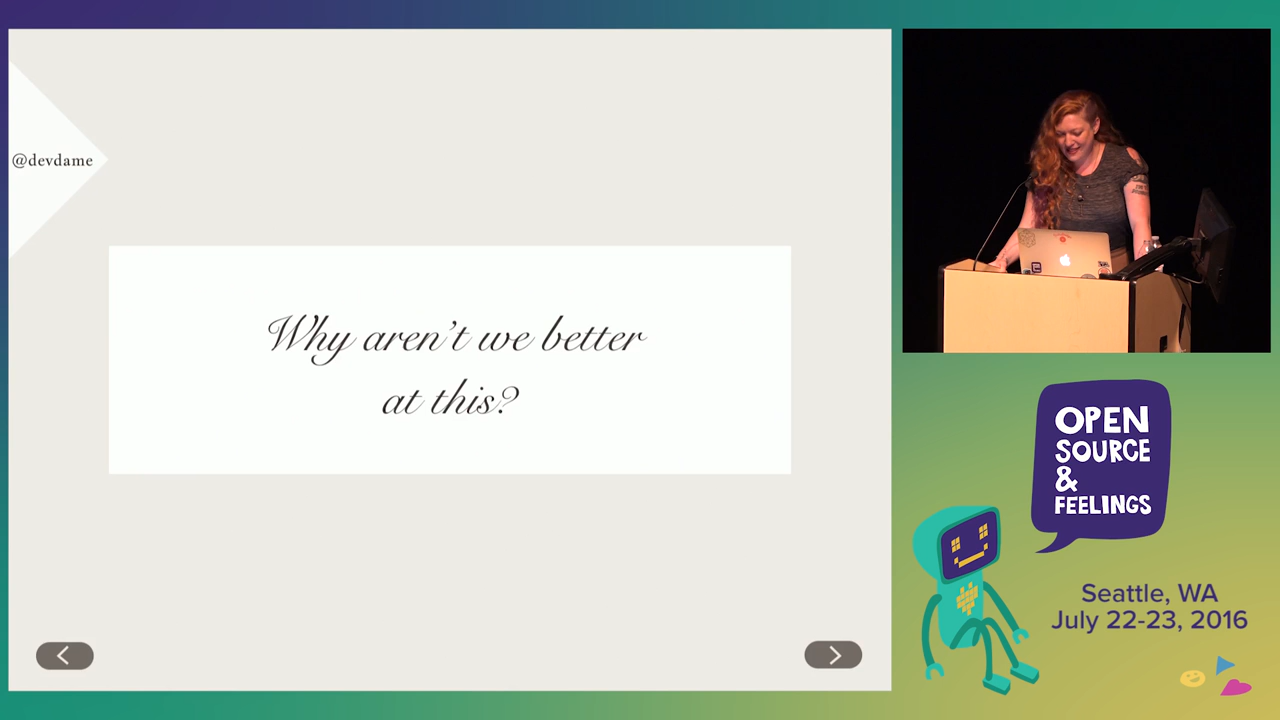 @devdame
Why aren't we better
at this?
OPEN
SOURCE
&
FEELINGS
Seattle, WA
July 22-23, 2016